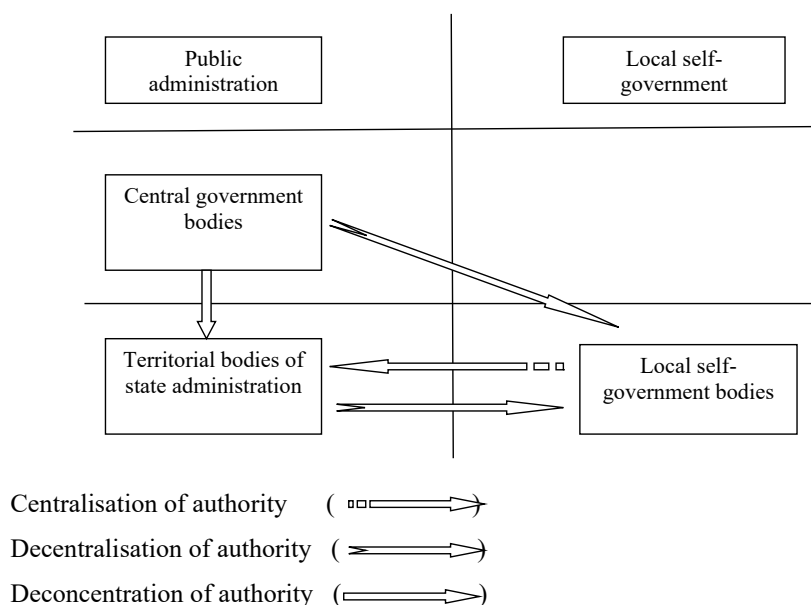 Public
administration
Local self-
government
Central government
bodies
Territorial bodies of
state administration
Local self-
government bodies
Centralisation of authority ( )
Decentralisation of authority ( )
Deconcentration of authority ( )